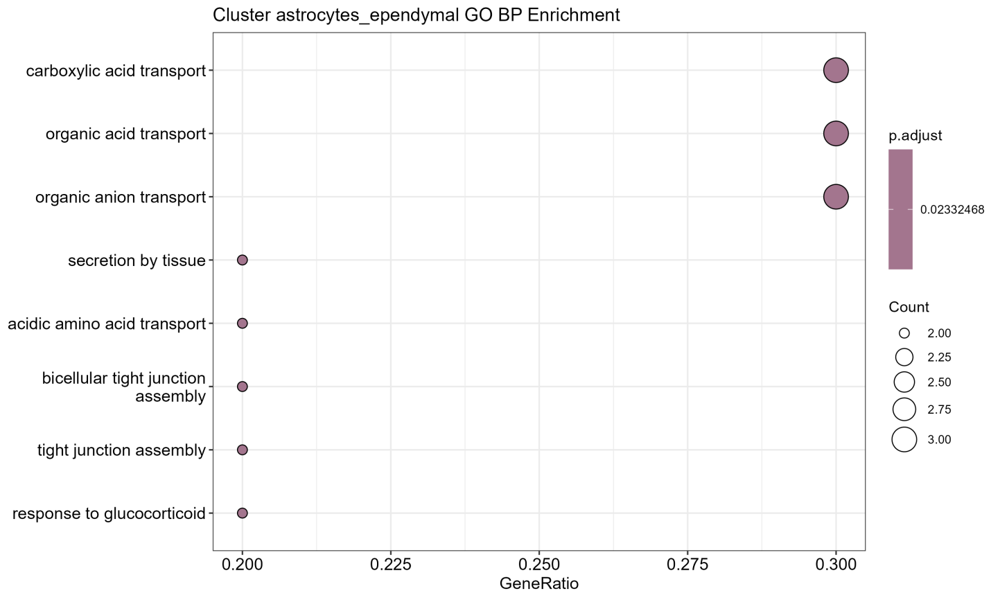 Cluster astrocytes_ependymal GO BP Enrichment
carboxylic acid transport
organic acid transport
organic anion transport
secretion by tissue
acidic amino acid transport
bicellular tight junction
assembly
tight junction assembly
response to glucocorticoid
0.200 0.225 0.250 0.275 0.300
GeneRatio
p.adjust
0.02332468
Count
2.00
2.25
2.50
2.75
3.00